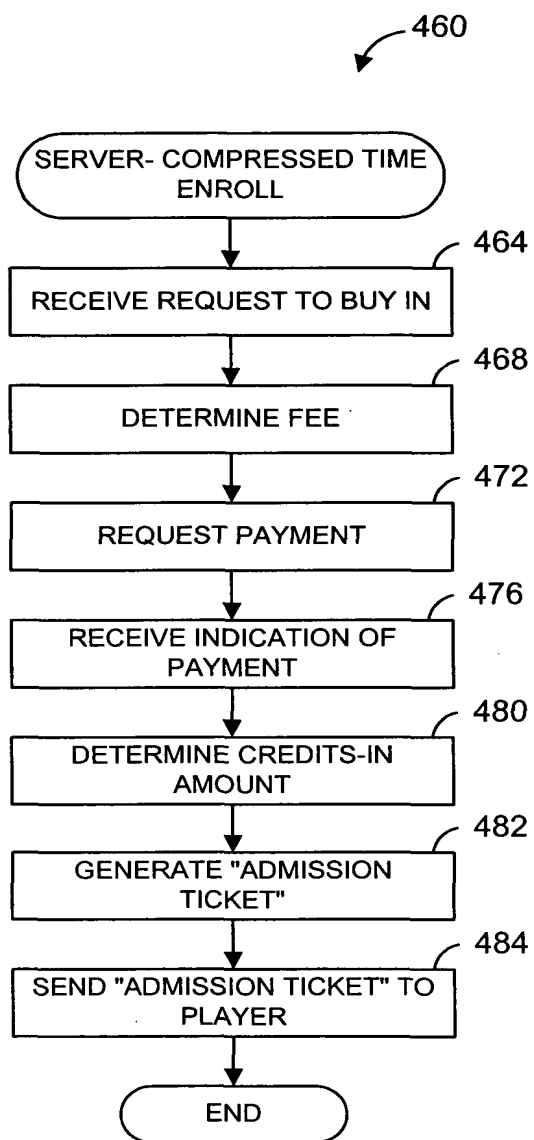 460
SERVER- COMPRESSED TIME
ENROLL
464
RECEIVE REQUEST TO BUY IN
468
DETERMINE FEE
472
REQUEST PAYMENT
476
RECEIVE INDICATION OF
PAYMENT
480
DETERMINE CREDITS-IN
AMOUNT
482
GENERATE "ADMISSION
TICKET"
484
SEND "ADMISSION TICKET" TO
PLAYER
END